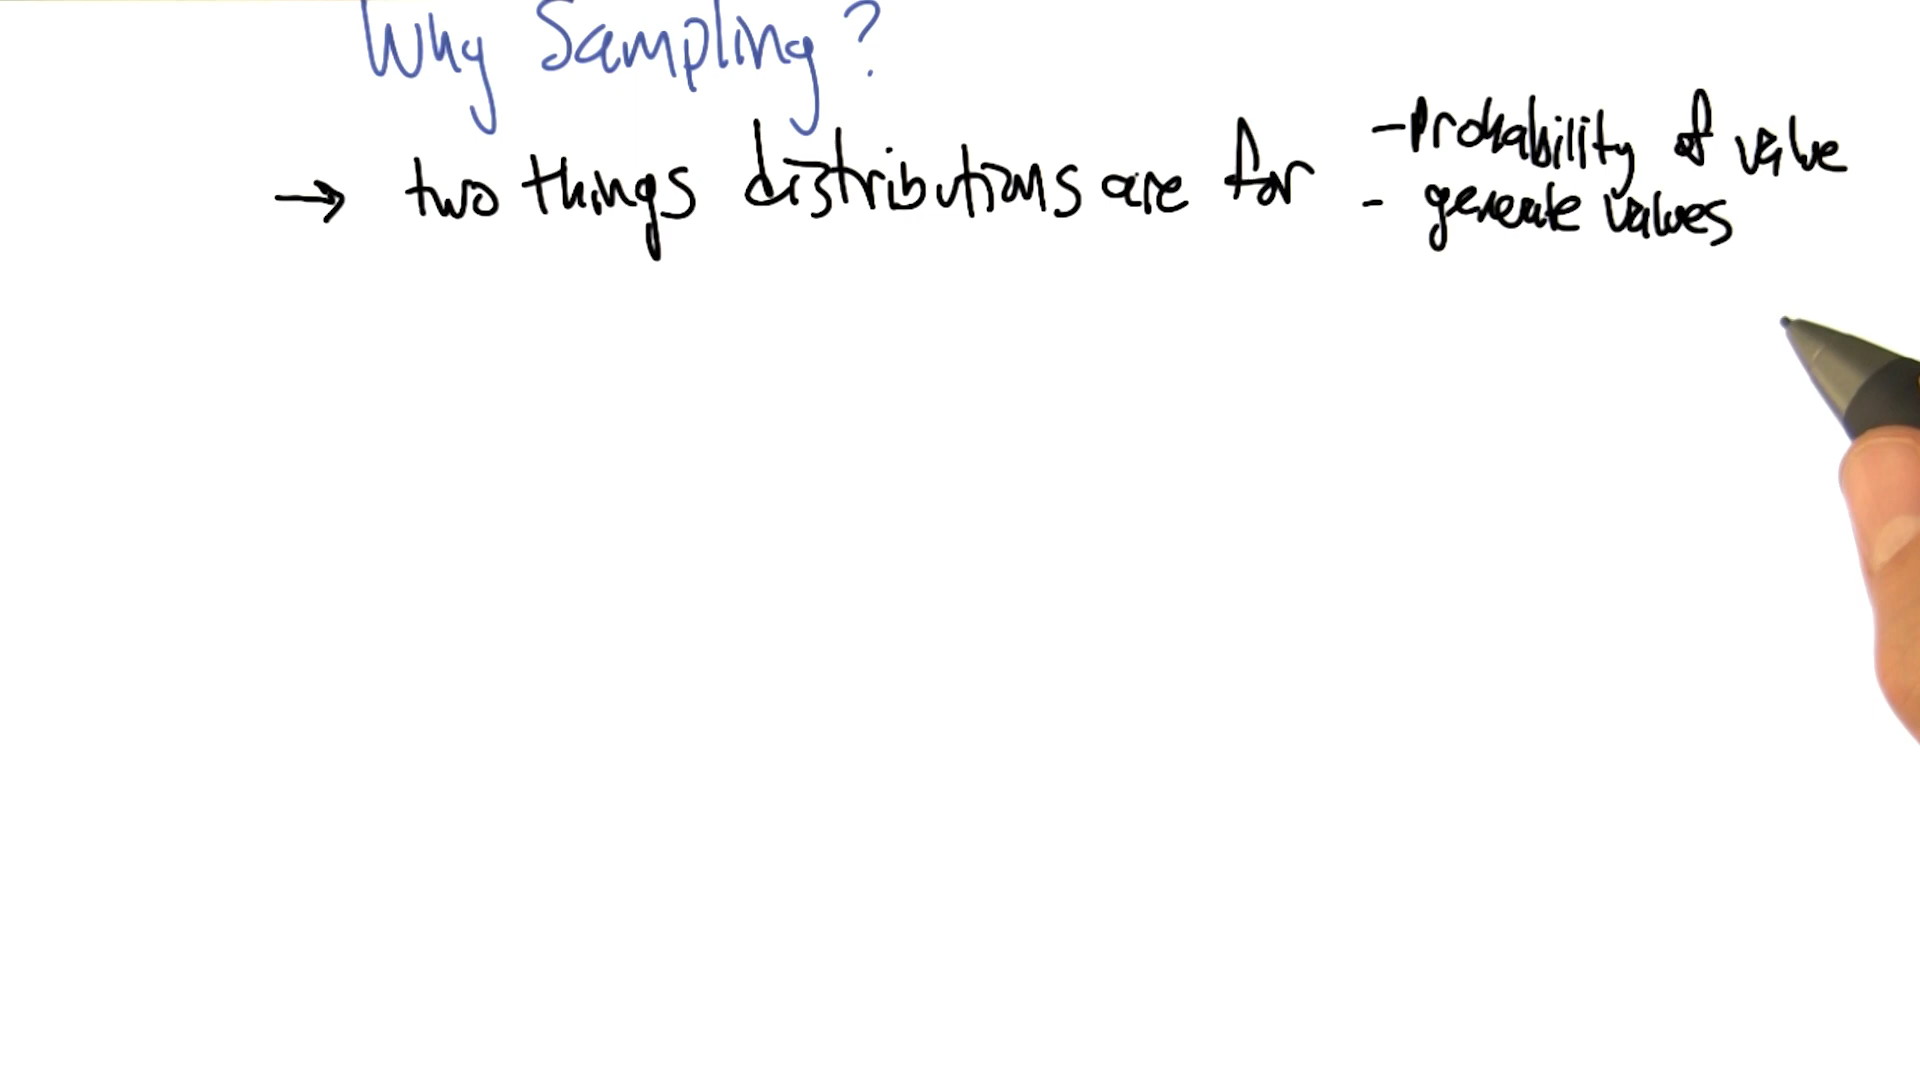 Why Sampling?
→ two things distributions are for
- Probability of value
- generate values